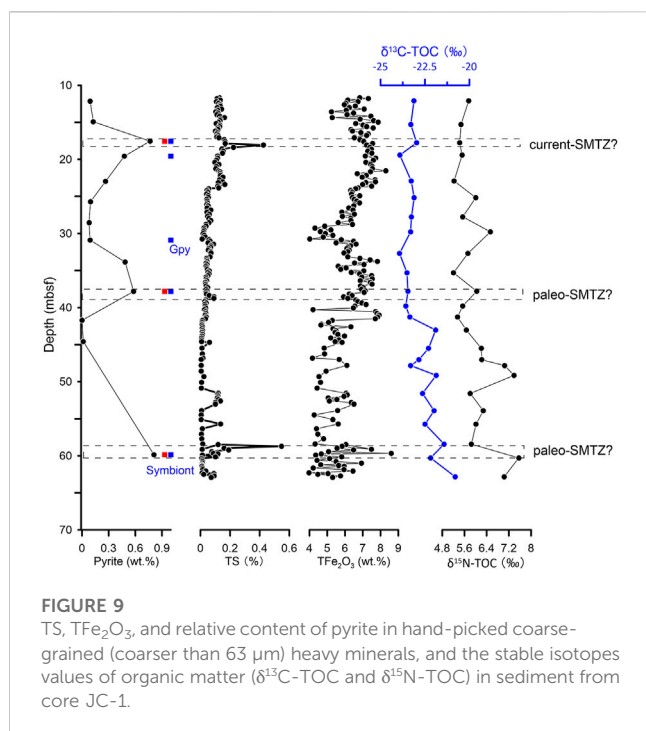 δ¹³C-TOC (‰)
-25 -22.5 -20
10
20
30
40
50
60
70
Depth (mbsf)
current-SMTZ?
Gpy
paleo-SMTZ?
paleo-SMTZ?
Symbiont
0 0.3 0.6 0.9
Pyrite (wt.%)
0 0.2 0.4 0.6
TS (%)
4 5 6 7 8 9
TFe₂O₃ (wt.%)
4.8 5.6 6.4 7.2 8
δ¹⁵N-TOC (‰)
FIGURE 9
TS, TFe₂O₃, and relative content of pyrite in hand-picked coarse-
grained (coarser than 63 μm) heavy minerals, and the stable isotopes
values of organic matter (δ¹³C-TOC and δ¹⁵N-TOC) in sediment from
core JC-1.